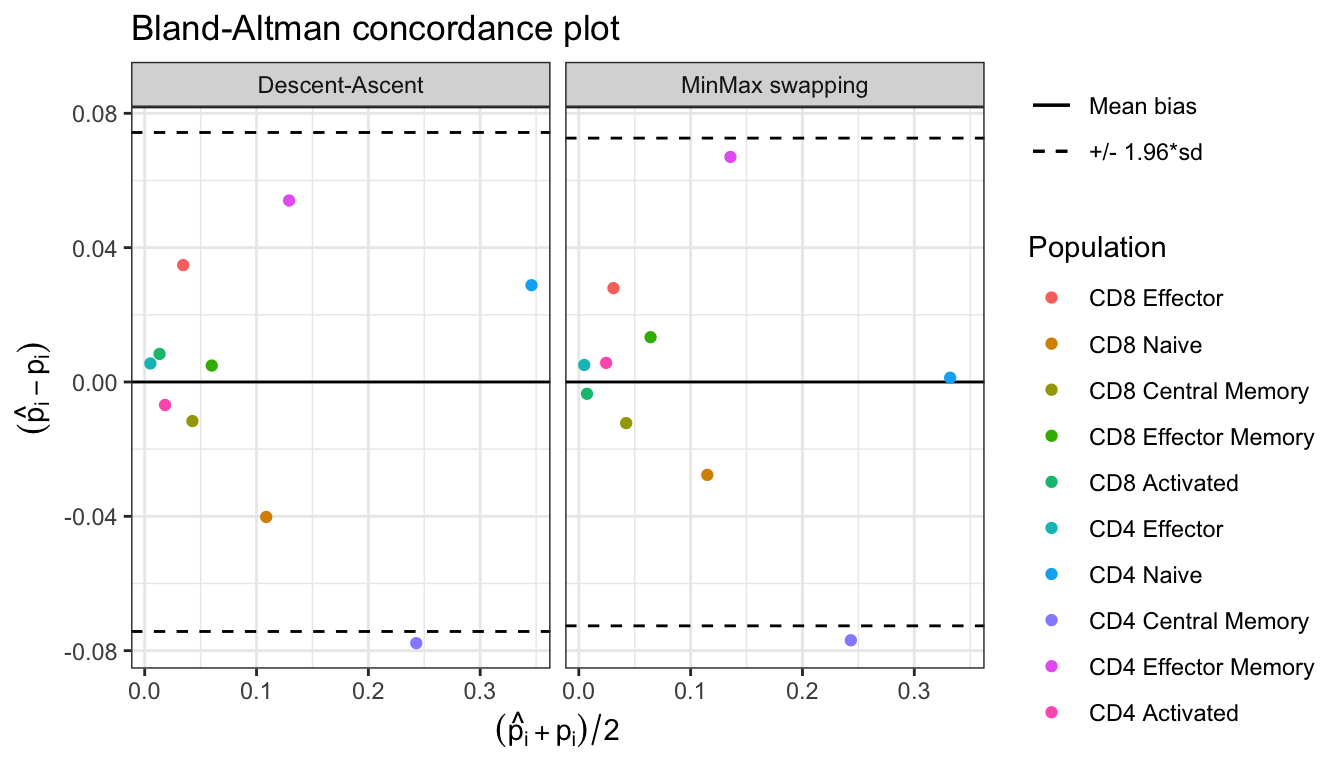 Bland-Altman concordance plot
Descent-Ascent
MinMax swapping
0.08
0.04
0.00
-0.04
-0.08
(p̂i − pi)
0.0 0.1 0.2 0.3
0.0 0.1 0.2 0.3
(p̂i + pi)/2
Mean bias
+/- 1.96*sd
Population
CD8 Effector
CD8 Naive
CD8 Central Memory
CD8 Effector Memory
CD8 Activated
CD4 Effector
CD4 Naive
CD4 Central Memory
CD4 Effector Memory
CD4 Activated